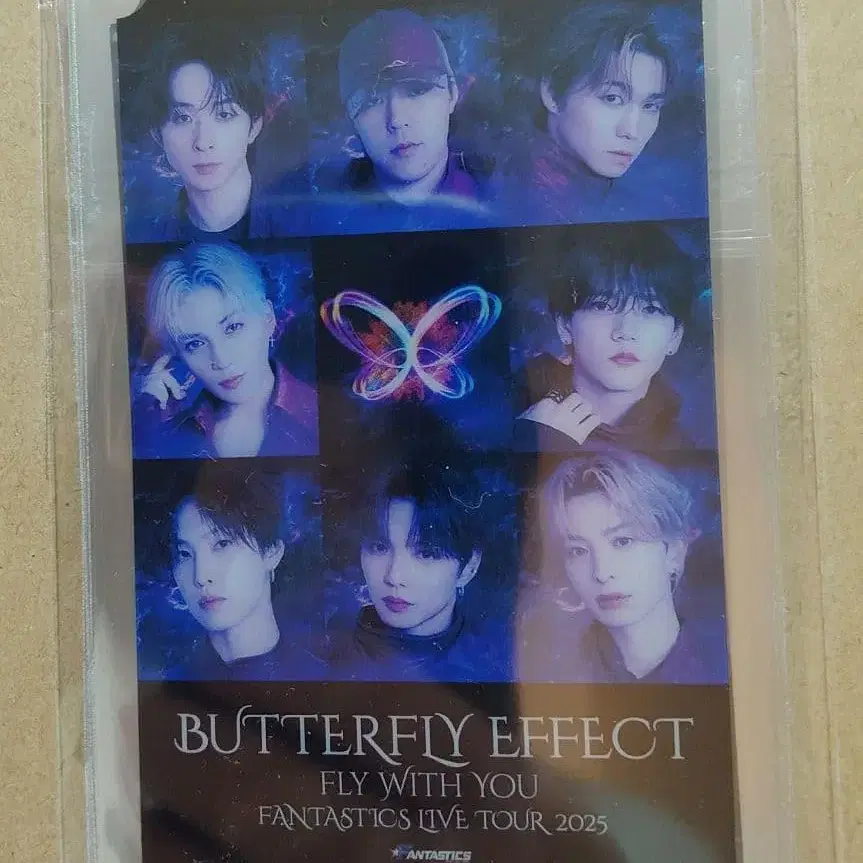 BUTTERFLY EFFECT
FLY WITH YOU
FANTASTICS LIVE TOUR 2025
FANTASTICS